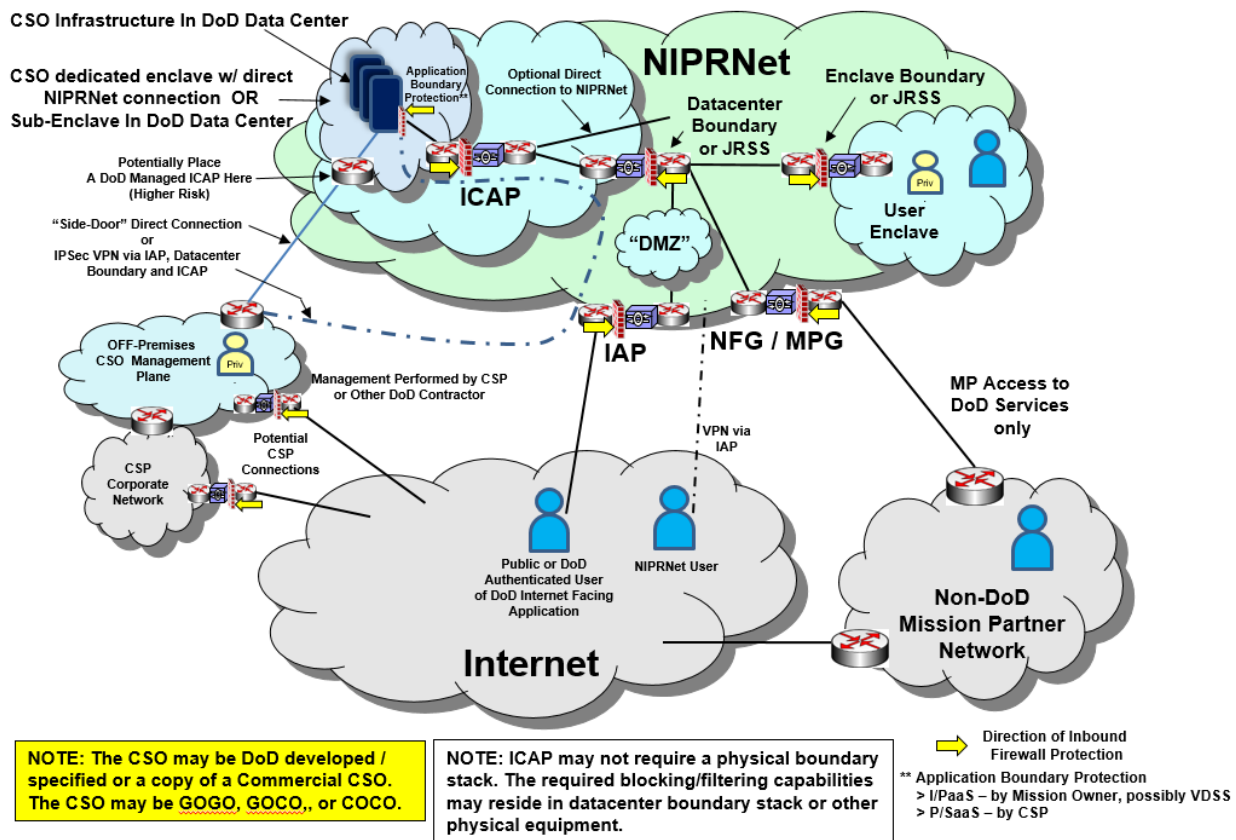 CSO Infrastructure In DoD Data Center
CSO dedicated enclave w/ direct
NIPRNet connection  OR
Sub-Enclave In DoD Data Center
Application
Boundary
Protection**
Optional Direct
Connection to NIPRNet
NIPRNet
Datacenter
Boundary
or JRSS
Enclave Boundary
or JRSS
Potentially Place
A DoD Managed ICAP Here
(Higher Risk)
ICAP
Priv
User
Enclave
“Side-Door” Direct Connection
or
IPSec VPN via IAP, Datacenter
Boundary and ICAP
“DMZ”
IAP
NFG / MPG
OFF-Premises
CSO  Management
Plane
Priv
Management Performed by CSP
or Other DoD Contractor
MP Access to
DoD Services
only
VPN via
IAP
Potential
CSP
Connections
CSP
Corporate
Network
Public or DoD
Authenticated User
of DoD Internet Facing
Application
NIPRNet User
Non-DoD
Mission Partner
Network
Internet
NOTE: The CSO may be DoD developed /
specified or a copy of a Commercial CSO.
The CSO may be GOGO, GOCO,, or COCO.
NOTE: ICAP may not require a physical boundary
stack. The required blocking/filtering capabilities
may reside in datacenter boundary stack or other
physical equipment.
Direction of Inbound
Firewall Protection
** Application Boundary Protection
> I/PaaS – by Mission Owner, possibly VDSS
> P/SaaS – by CSP